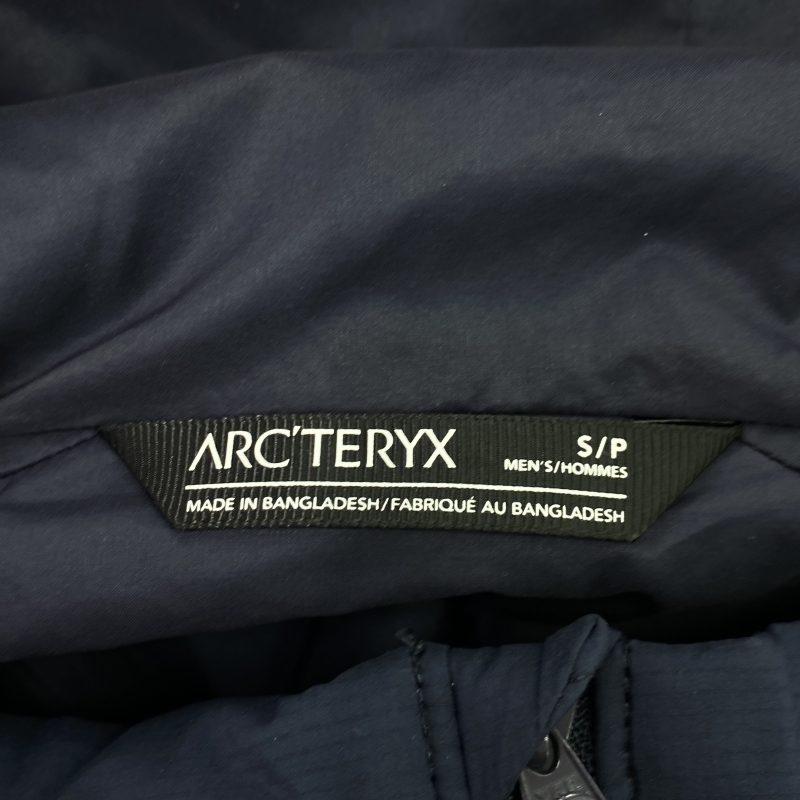 ARC'TERYX
S/P
MEN'S/HOMMES
MADE IN BANGLADESH/FABRIQUÉ AU BANGLADESH